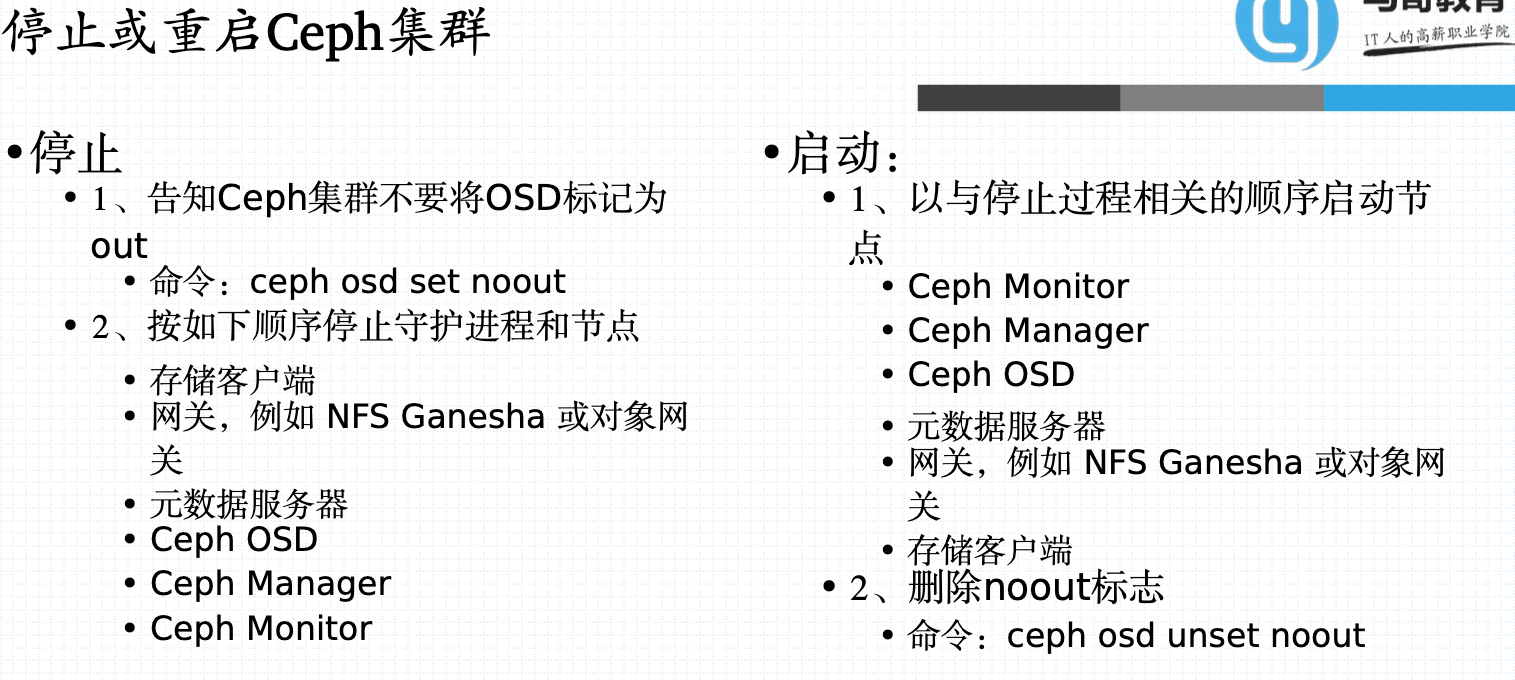 停止或重启Ceph集群
IT人的高薪职业学院
•停止
• 1、告知Ceph集群不要将OSD标记为
out
• 命令：ceph osd set noout
• 2、按如下顺序停止守护进程和节点
• 存储客户端
• 网关，例如 NFS Ganesha 或对象网
关
• 元数据服务器
• Ceph OSD
• Ceph Manager
• Ceph Monitor
•启动：
• 1、以与停止过程相关的顺序启动节
点
• Ceph Monitor
• Ceph Manager
• Ceph OSD
• 元数据服务器
• 网关，例如 NFS Ganesha 或对象网
关
• 存储客户端
• 2、删除noout标志
• 命令：ceph osd unset noout